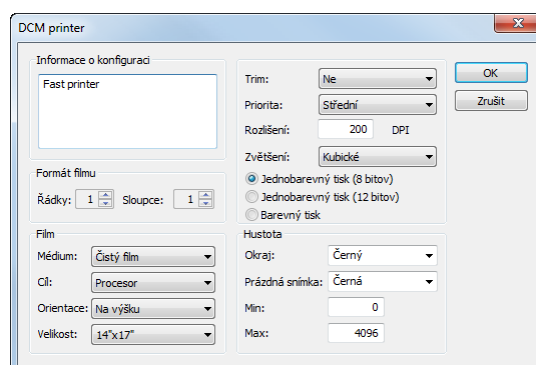 DCM printer
Informace o konfiguraci
Fast printer
Formát filmu
Řádky: 1 Sloupce: 1
Film
Médium: Čistý film
Cíl: Procesor
Orientace: Na výšku
Velikost: 14"x17"
Trim: Ne
Priorita: Střední
Rozlišení: 200 DPI
Zvětšení: Kubické
Jednobarevný tisk (8 bitov)
Jednobarevný tisk (12 bitov)
Barevný tisk
Hustota
Okraj: Černý
Prázdná snímka: Černá
Min: 0
Max: 4096
OK
Zrušit